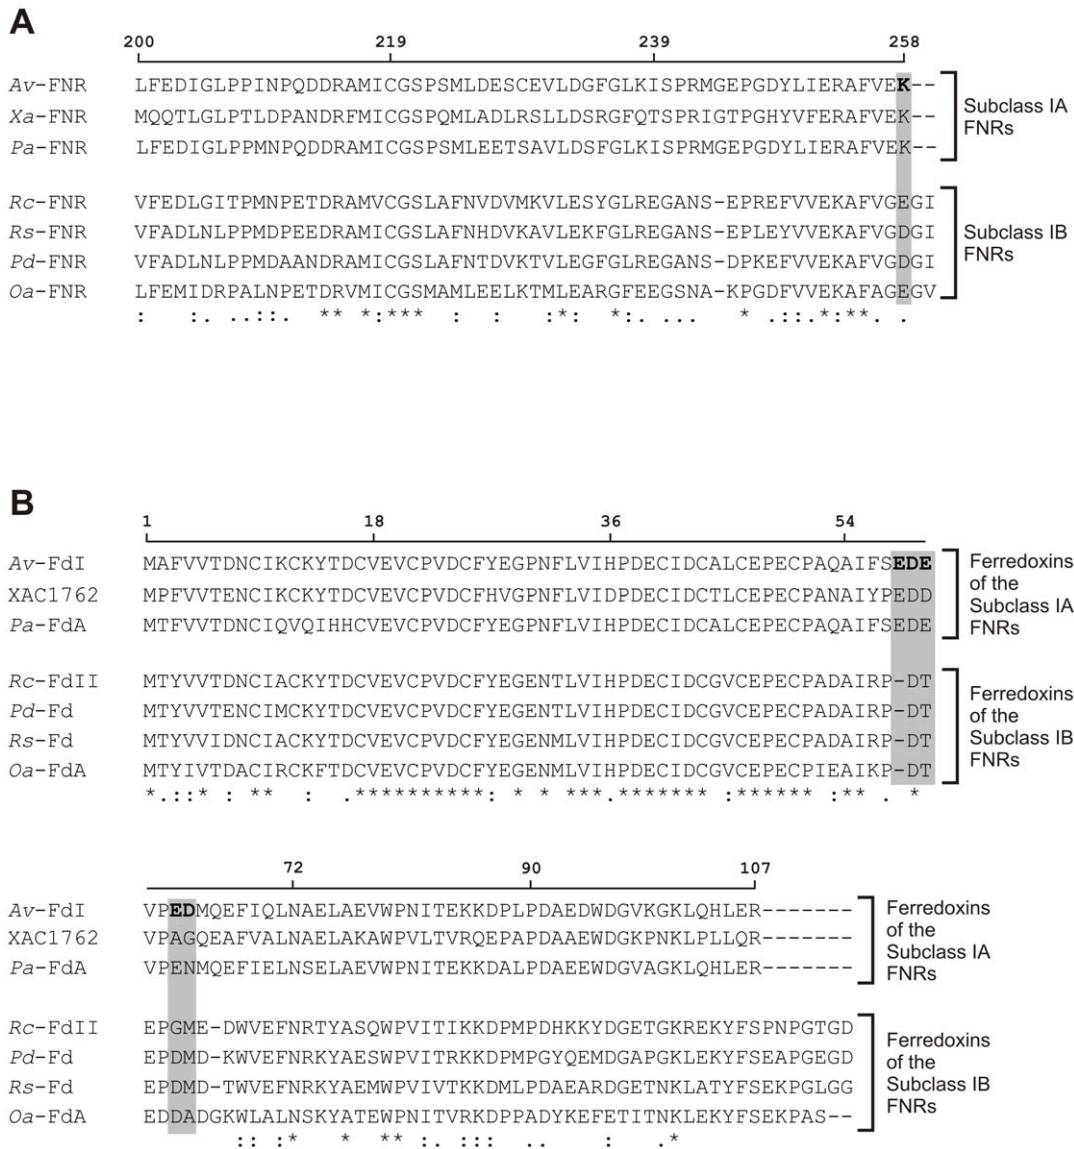 A
200 219 239 258
Av-FNR LFEDIGLPPINPQDDRAMICGSPSMLDESCEVLDGFGLKISPRMGEPGDYLIERAFVEK--
Xa-FNR MQQTLGLPTLDPANDRFMICGSPQMLADLRSLLDSRGFQTSPRIGTPGHYVFERAFVEK--
Pa-FNR LFEDIGLPPMNPQDDRAMICGSPSMLEETSAVLDSFGLKISPRMGEPGDYLIERAFVEK--
Subclass IA
FNRs
Rc-FNR VFEDLGITPMNPETDRAMVCGSLAFNVDVMKVLESYGLREGANS-EPREFVVEKAFVGEGI
Rs-FNR VFADLNLPPMDPEEDRAMICGSLAFNHDVKAVLEKFGLREGANS-EPLEYVVEKAFVGDGI
Pd-FNR VFADLNLPPMDAANDRAMICGSLAFNTDVKTVLEGFGLREGANS-DPKEFVVEKAFVGDGI
Oa-FNR LFEMIDRPALNPETDRVMICGSMAMLEELKTMLEARGFEEGSNA-KPGDFVVEKAFAGEGV
Subclass IB
FNRs
: :. ..::. ** *:*** : : :*: *:. ... * .::.*:**. .
B
1 18 36 54
Av-FdI MAFVVTDNCIKCKYTDCVEVCPVDCFYEGPNFLVIHPDECIDCALCEPECPAQAIFSEDE
XAC1762 MPFVVTDNCIKCKYTDCVEVCPVDCFHVGPNFLVIDPDECIDCTLCEPECPANAIYPEDD
Pa-FdA MTFVVTDNCIQVQIHHCVEVCPVDCFYEGPNFLVIHPDECIDCALCEPECPAQAIFSEDE
Ferredoxins
of the
Subclass IA
FNRs
Rc-FdII MTYVVTDNCIACKYTDCVEVCPVDCFYEGENTLVIHPDECIDCGVCEPECPADAIRP-DT
Pd-Fd MTYVVTENCIMCKYTDCVEVCPVDCFYEGENTLVIHPDECIDCGVCEPECPADAIRP-DT
Rs-Fd MTYVVIDNCIACKYTDCVEVCPVDCFYEGENMLVIHPDECIDCGVCEPECPADAIRP-DT
Oa-FdA MTYIVTDACIRCKFTDCVEVCPVDCFYEGENMLVIHPDECIDCGVCEPECPIEAIKP-DT
Ferredoxins
of the
Subclass IB
FNRs
*.::* : ** : .**********: * * ***.******* :****** :** . *
72 90 107
Av-FdI VPEDMQEFIQLNAELAEVWPNITEKKDPLPDAEDWDGVKGKLQHLER-------
XAC1762 VPAGQEAFVALNAELAKAWPVLTVRQEPAPDAAEWDGKPNKLPLLQR-------
Pa-FdA VPENMQEFIELNSELAEVWPNITEKKDALPDAEEWDGVAGKLQHLER-------
Ferredoxins
of the
Subclass IA
FNRs
Rc-FdII EPGME-DWVEFNRTYASQWPVITIKKDPMPDHKKYDGETGKREKYFSPNPGTGD
Pd-Fd EPDMD-KWVEFNRKYAESWPVITRKKDPMPGYQEMDGAPGKLEKYFSEAPGEGD
Rs-Fd EPDMD-TWVEFNRKYAEMWPVIVTKKDMLPDAEARDGETNKLATYFSEKPGLGG
Oa-FdA EDDADGKWLALNSKYATEWPNITVRKDPPADYKEFETITNKLEKYFSEKPAS--
Ferredoxins
of the
Subclass IB
FNRs
:: :* * ** :. ::: .. : .*